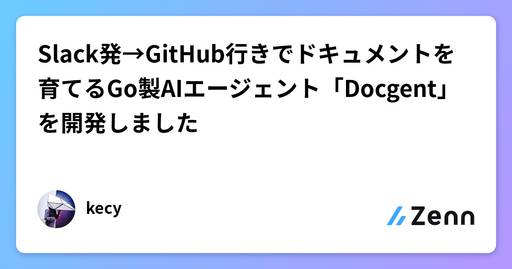 Slack発→GitHub行きでドキュメントを
育てるGo製AIエージェント「Docgent」
を開発しました
kecy
Zenn